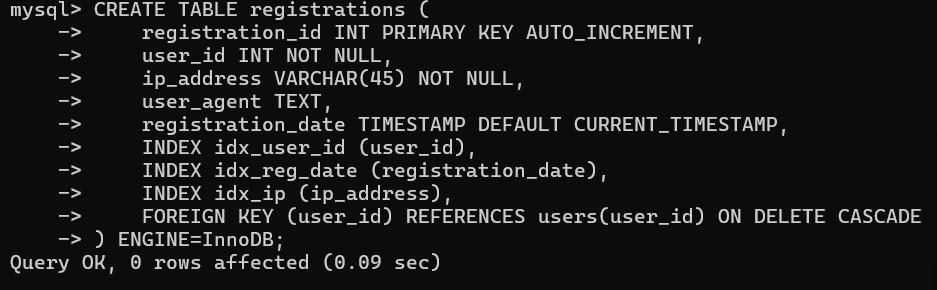 mysql> CREATE TABLE registrations (
    ->     registration_id INT PRIMARY KEY AUTO_INCREMENT,
    ->     user_id INT NOT NULL,
    ->     ip_address VARCHAR(45) NOT NULL,
    ->     user_agent TEXT,
    ->     registration_date TIMESTAMP DEFAULT CURRENT_TIMESTAMP,
    ->     INDEX idx_user_id (user_id),
    ->     INDEX idx_reg_date (registration_date),
    ->     INDEX idx_ip (ip_address),
    ->     FOREIGN KEY (user_id) REFERENCES users(user_id) ON DELETE CASCADE
    -> ) ENGINE=InnoDB;
Query OK, 0 rows affected (0.09 sec)